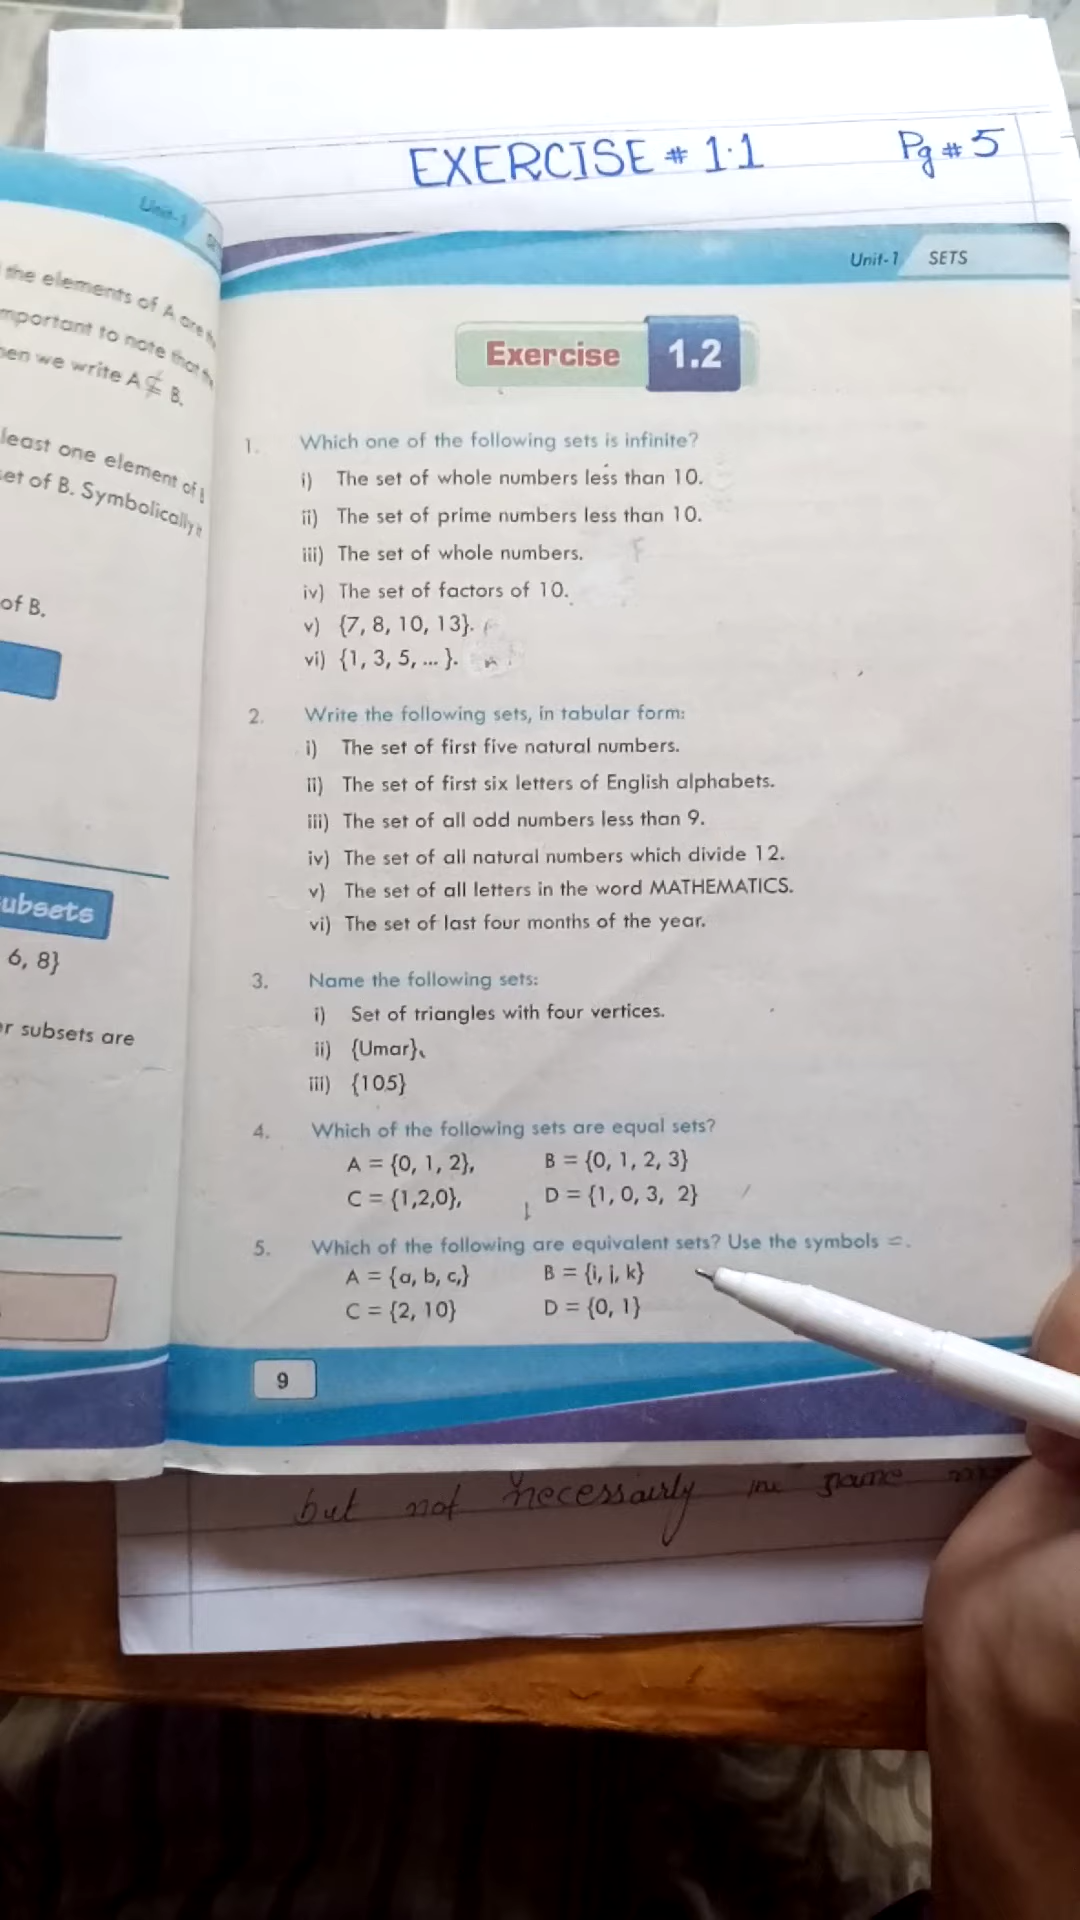 EXERCISE # 1.1 Pg # 5
Unit-1
the elements of A are
mportant to note that
en we write A ⊈ B.
least one element of
et of B. Symbolically
of B.
ubsets
6, 8}
r subsets are
Unit-1 SETS
Exercise 1.2
1. Which one of the following sets is infinite?
i) The set of whole numbers less than 10.
ii) The set of prime numbers less than 10.
iii) The set of whole numbers.
iv) The set of factors of 10.
v) {7, 8, 10, 13}.
vi) {1, 3, 5, ... }.
2. Write the following sets, in tabular form:
i) The set of first five natural numbers.
ii) The set of first six letters of English alphabets.
iii) The set of all odd numbers less than 9.
iv) The set of all natural numbers which divide 12.
v) The set of all letters in the word MATHEMATICS.
vi) The set of last four months of the year.
3. Name the following sets:
i) Set of triangles with four vertices.
ii) {Umar}
iii) {105}
4. Which of the following sets are equal sets?
A = {0, 1, 2}, B = {0, 1, 2, 3}
C = {1,2,0}, D = {1, 0, 3, 2}
5. Which of the following are equivalent sets? Use the symbols =.
A = {a, b, c,} B = {i, j, k}
C = {2, 10} D = {0, 1}
9
but not necessairly